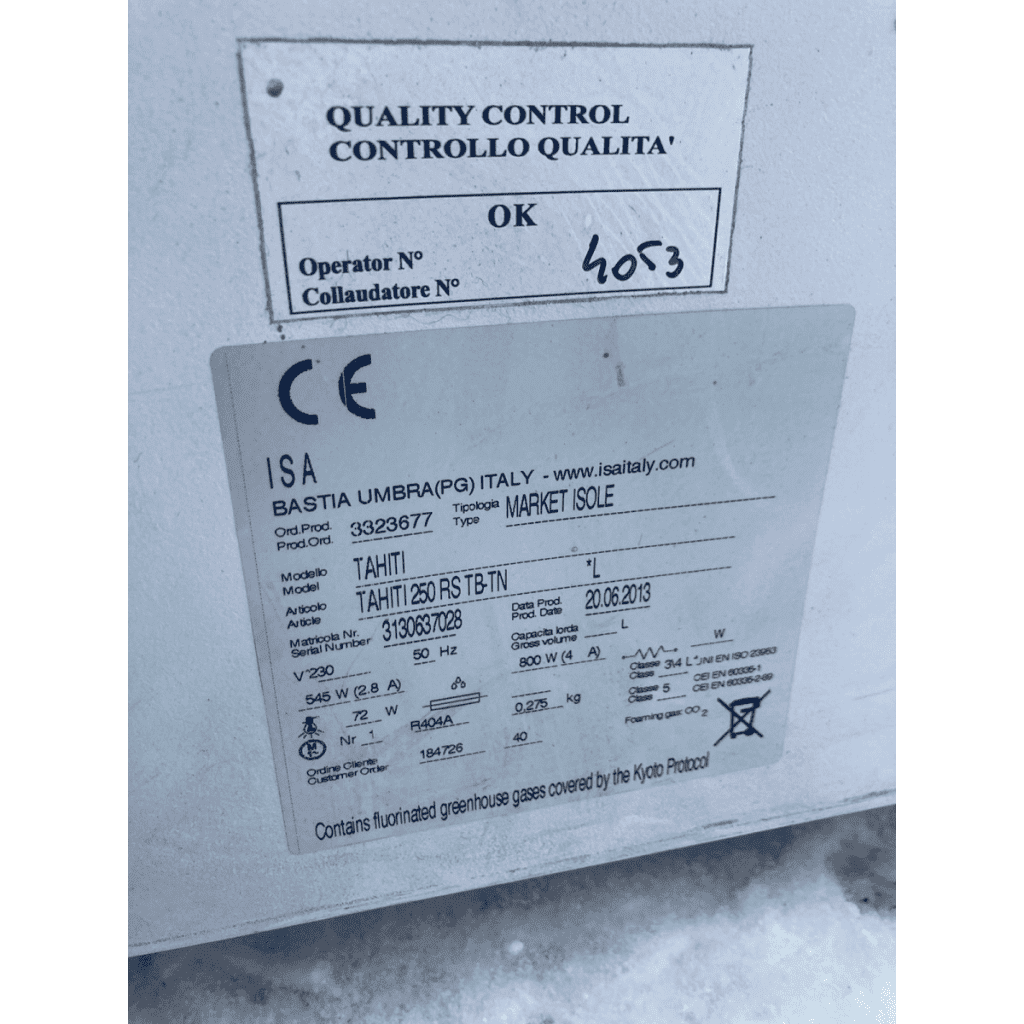 QUALITY CONTROL
CONTROLLO QUALITA'
OK
Operator N°
Collaudatore N° 4053
CE
ISA
BASTIA UMBRA(PG) ITALY - www.isaitaly.com
Ord.Prod.
Prod.Ord. 3323677 Tipologia
Type MARKET ISOLE
Modello
Model TAHITI
Articolo
Article TAHITI 250 RS TB-TN *L
Matricola Nr.
Serial Number 3130637028 Data Prod.
Prod. Date 20.06.2013
V~230 50 Hz Capacita lorda
Gross volume L
545 W (2.8 A) 800 W (4 A) W
72 W R404A 0.275 kg
Classe
Class 3\4 L* UNI EN ISO 23953
Classe
Class 5 CEI EN 60335-1
CEI EN 60335-2-89
M
Nr 1 Foaming gas: CO2
Ordine Cliente
Customer Order 184726 40
Contains fluorinated greenhouse gases covered by the Kyoto Protocol